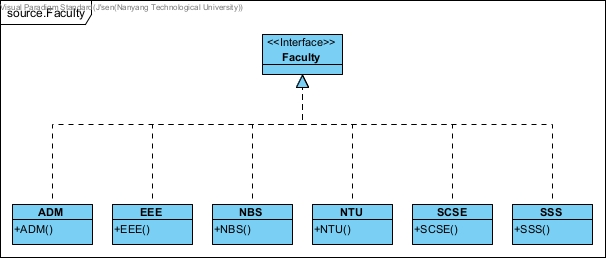 Visual Paradigm Standard(J'sen(Nanyang Technological University))
source.Faculty
<<Interface>>
Faculty
ADM EEE NBS NTU SCSE SSS
+ADM() +EEE() +NBS() +NTU() +SCSE() +SSS()